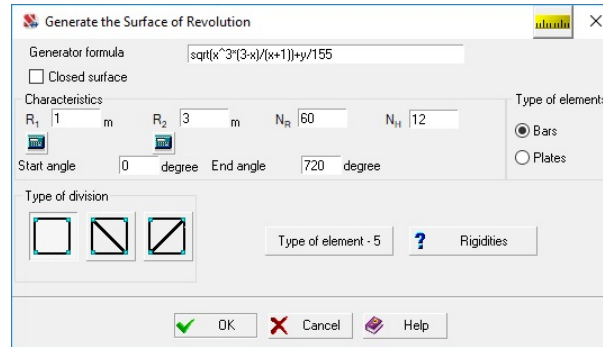 Generate the Surface of Revolution
Generator formula sqrt(x^3*(3-x)/(x+1))+y/155
Closed surface
Characteristics
R1 1 m R2 3 m NR 60 NH 12
Start angle 0 degree End angle 720 degree
Type of elements
Bars
Plates
Type of division
Type of element - 5 ? Rigidities
OK Cancel Help